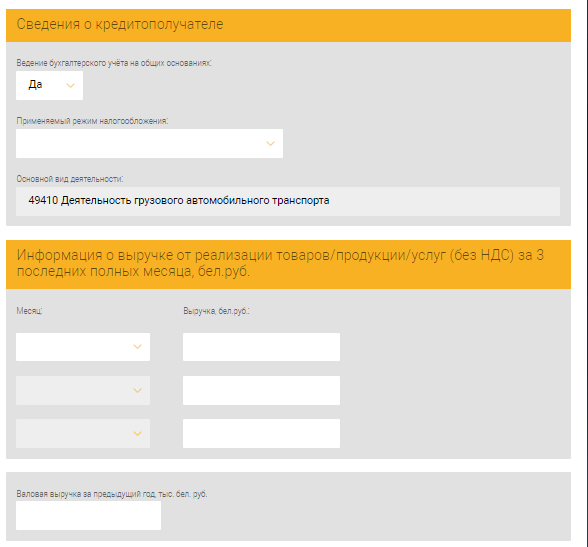 Сведения о кредитополучателе
Ведение бухгалтерского учёта на общих основаниях:
Да
Применяемый режим налогообложения:
Основной вид деятельности:
49410 Деятельность грузового автомобильного транспорта
Информация о выручке от реализации товаров/продукции/услуг (без НДС) за 3
последних полных месяца, бел.руб.
Месяц: Выручка, бел.руб.:
Валовая выручка за предыдущий год, тыс. бел. руб.